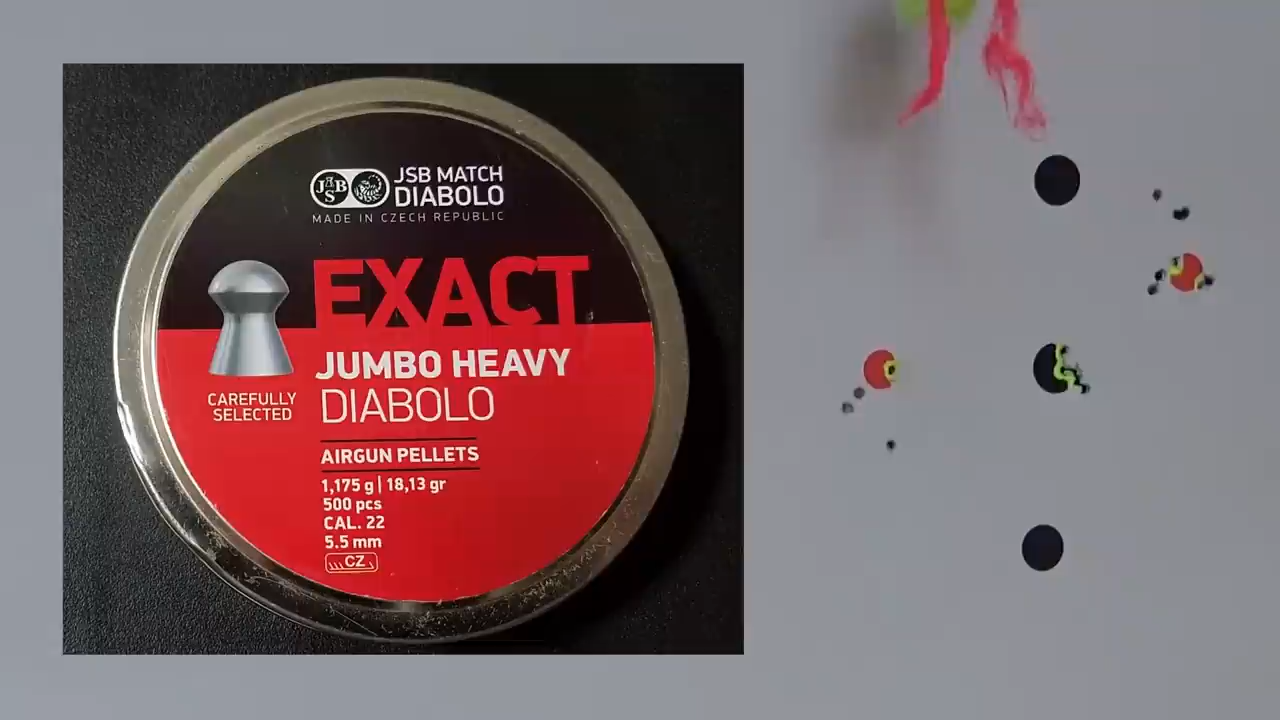 JSB
JSB MATCH
DIABOLO
MADE IN CZECH REPUBLIC
EXACT
JUMBO HEAVY
DIABOLO
CAREFULLY
SELECTED
AIRGUN PELLETS
1,175 g | 18,13 gr
500 pcs
CAL. 22
5.5 mm
CZ